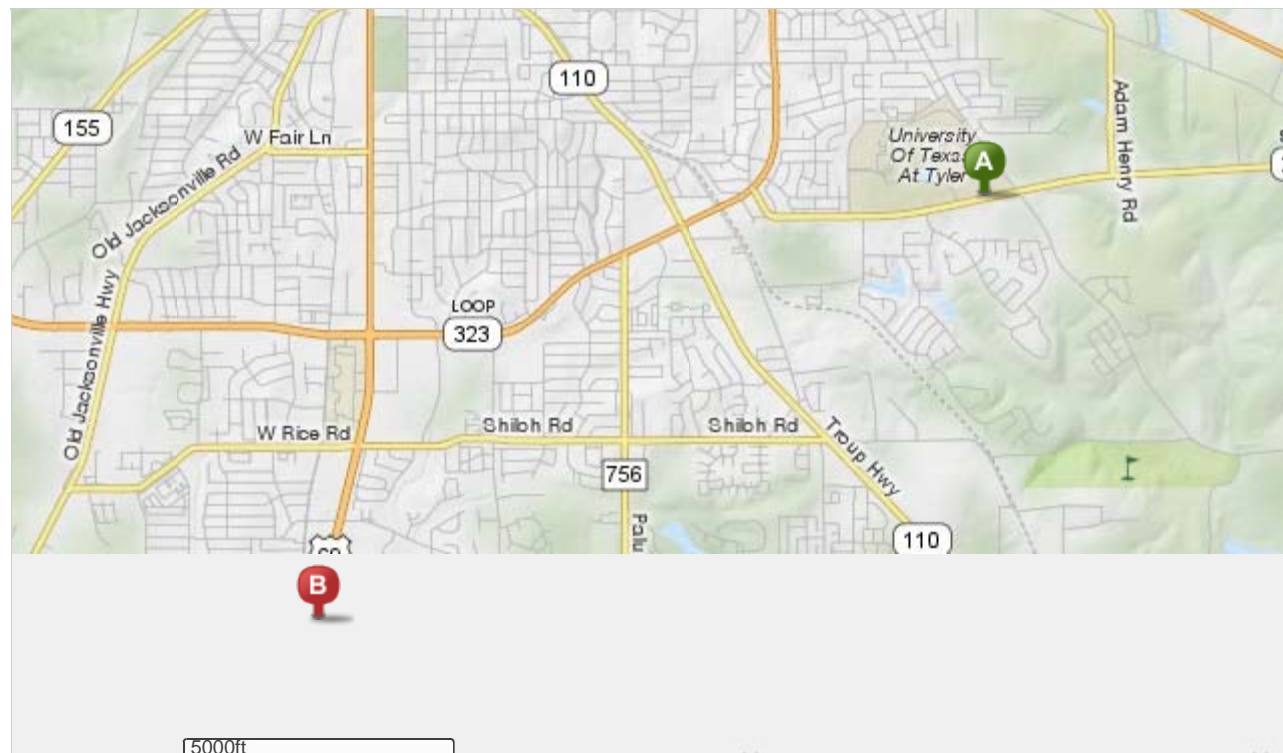 110
155
W Fair Ln
Old Jacksonville Rd
University
Of Texas
At Tyler
A
Adam Henry Rd
Old Jacksonville Hwy
LOOP
323
W Rice Rd
Shiloh Rd
Shiloh Rd
Troup Hwy
756
Palu
110
B
5000ft